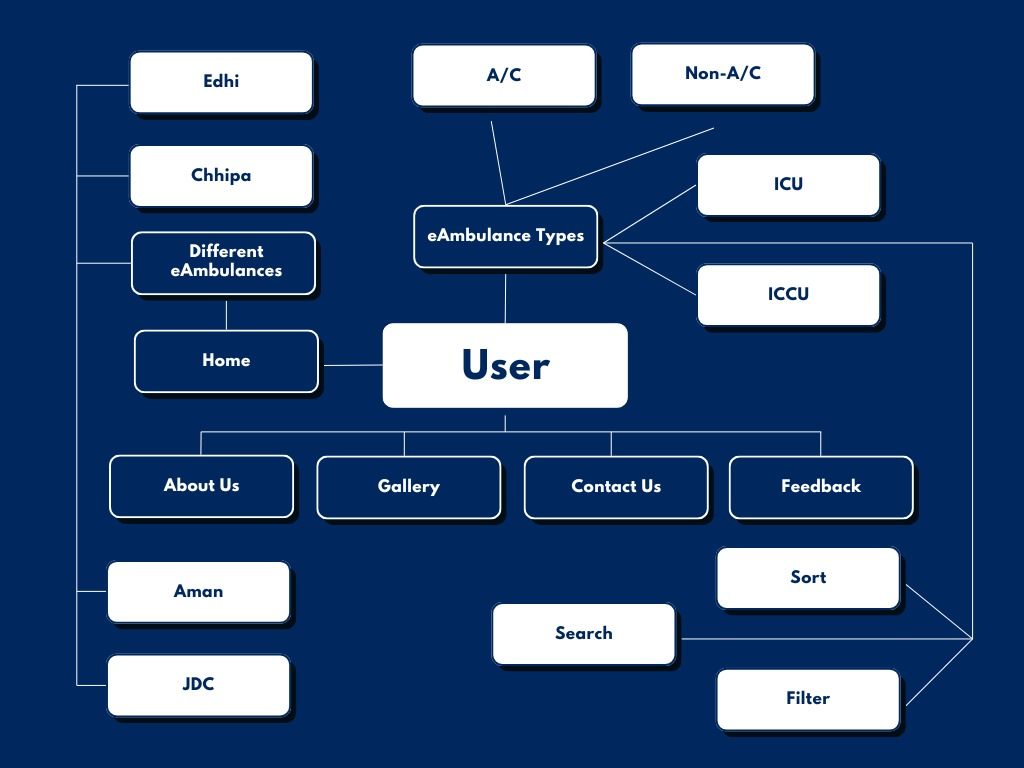 Edhi
A/C
Non-A/C
Chhipa
ICU
Different
eAmbulances
eAmbulance Types
ICCU
Home
User
About Us
Gallery
Contact Us
Feedback
Aman
Sort
Search
JDC
Filter